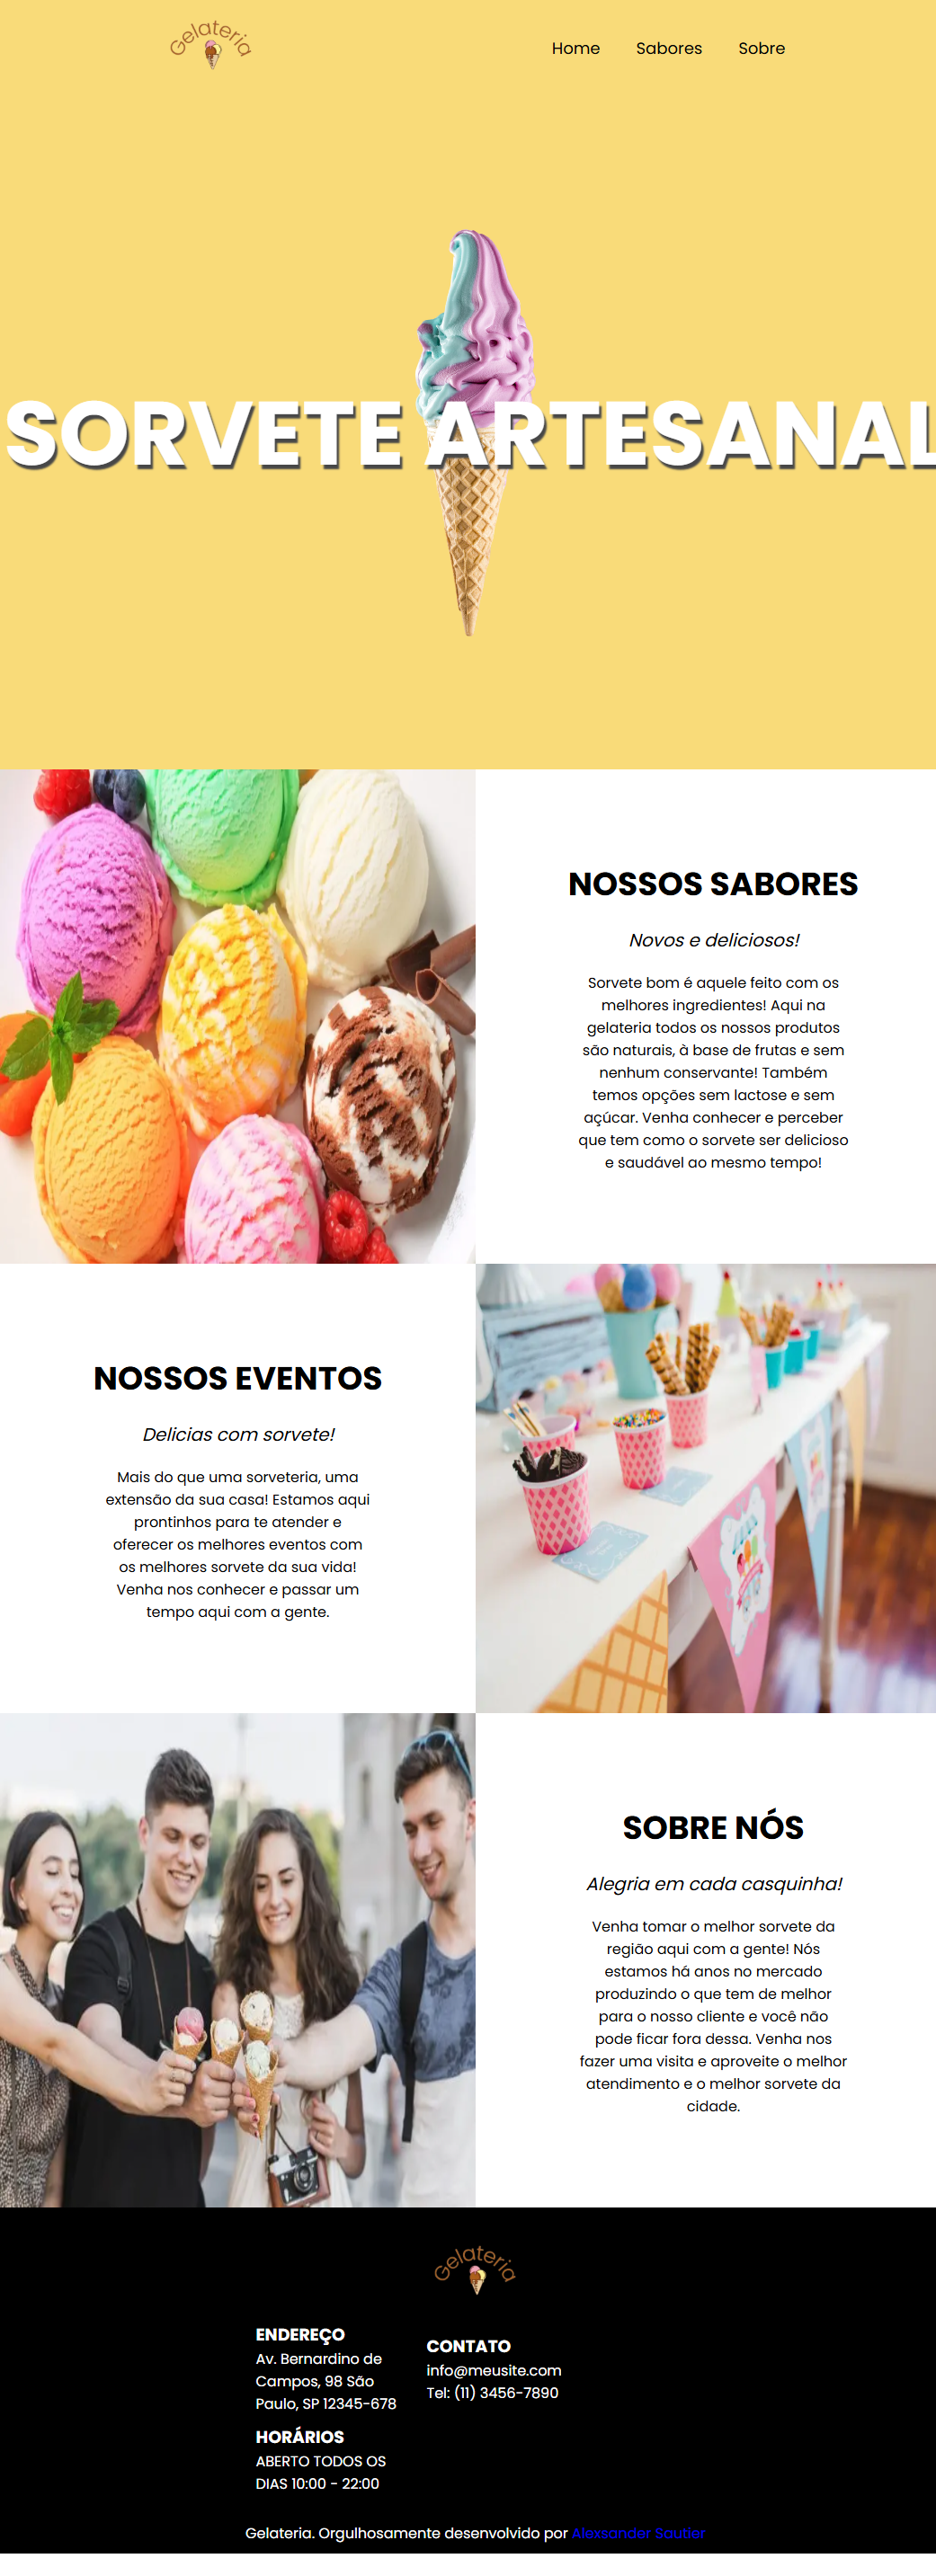 Gelateria
Home Sabores Sobre
SORVETE ARTESANAL
NOSSOS SABORES
Novos e deliciosos!
Sorvete bom é aquele feito com os
melhores ingredientes! Aqui na
gelateria todos os nossos produtos
são naturais, à base de frutas e sem
nenhum conservante! Também
temos opções sem lactose e sem
açúcar. Venha conhecer e perceber
que tem como o sorvete ser delicioso
e saudável ao mesmo tempo!
NOSSOS EVENTOS
Delicias com sorvete!
Mais do que uma sorveteria, uma
extensão da sua casa! Estamos aqui
prontinhos para te atender e
oferecer os melhores eventos com
os melhores sorvete da sua vida!
Venha nos conhecer e passar um
tempo aqui com a gente.
SOBRE NÓS
Alegria em cada casquinha!
Venha tomar o melhor sorvete da
região aqui com a gente! Nós
estamos há anos no mercado
produzindo o que tem de melhor
para o nosso cliente e você não
pode ficar fora dessa. Venha nos
fazer uma visita e aproveite o melhor
atendimento e o melhor sorvete da
cidade.
Gelateria
ENDEREÇO
Av. Bernardino de
Campos, 98 São
Paulo, SP 12345-678
HORÁRIOS
ABERTO TODOS OS
DIAS 10:00 - 22:00
CONTATO
info@meusite.com
Tel: (11) 3456-7890
Gelateria. Orgulhosamente desenvolvido por Alexsander Sautier